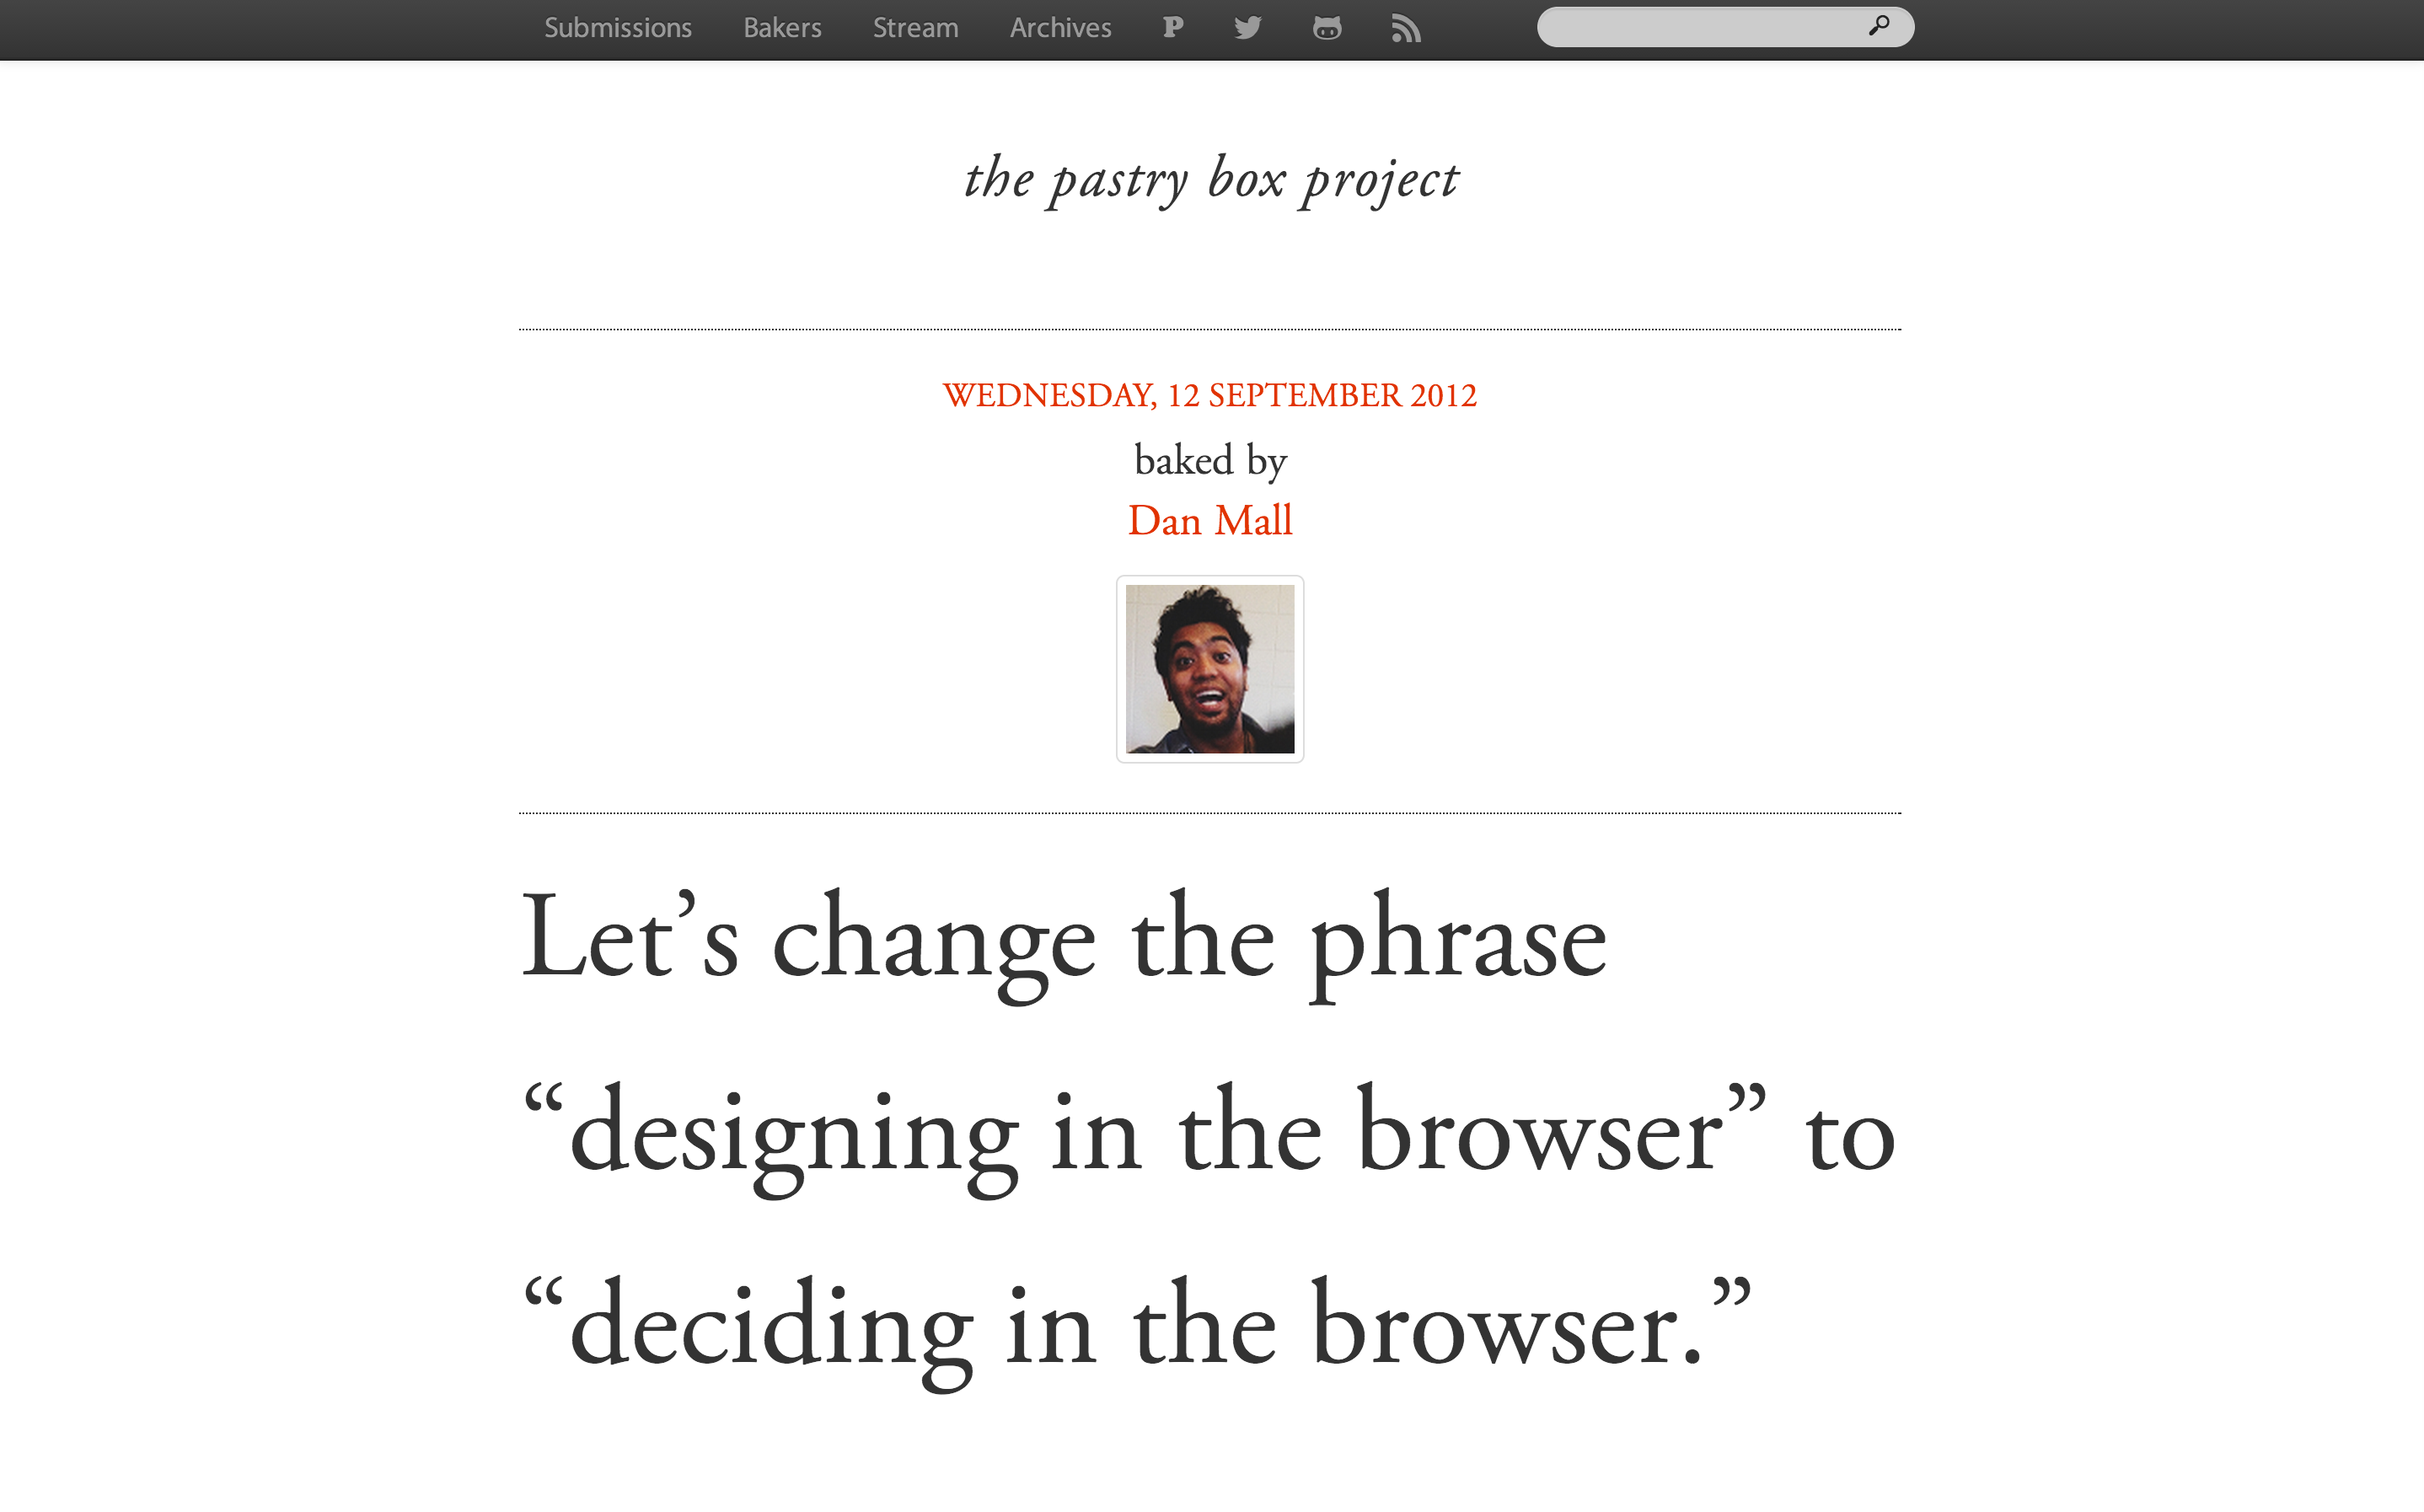 Submissions Bakers Stream Archives
the pastry box project
WEDNESDAY, 12 SEPTEMBER 2012
baked by
Dan Mall
Let’s change the phrase
“designing in the browser” to
“deciding in the browser.”